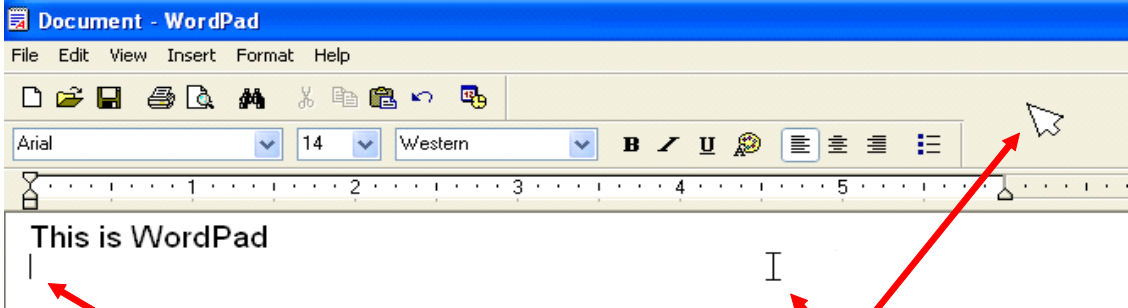 Document - WordPad
File Edit View Insert Format Help
Arial 14 Western B I U
1 2 3 4 5
This is WordPad